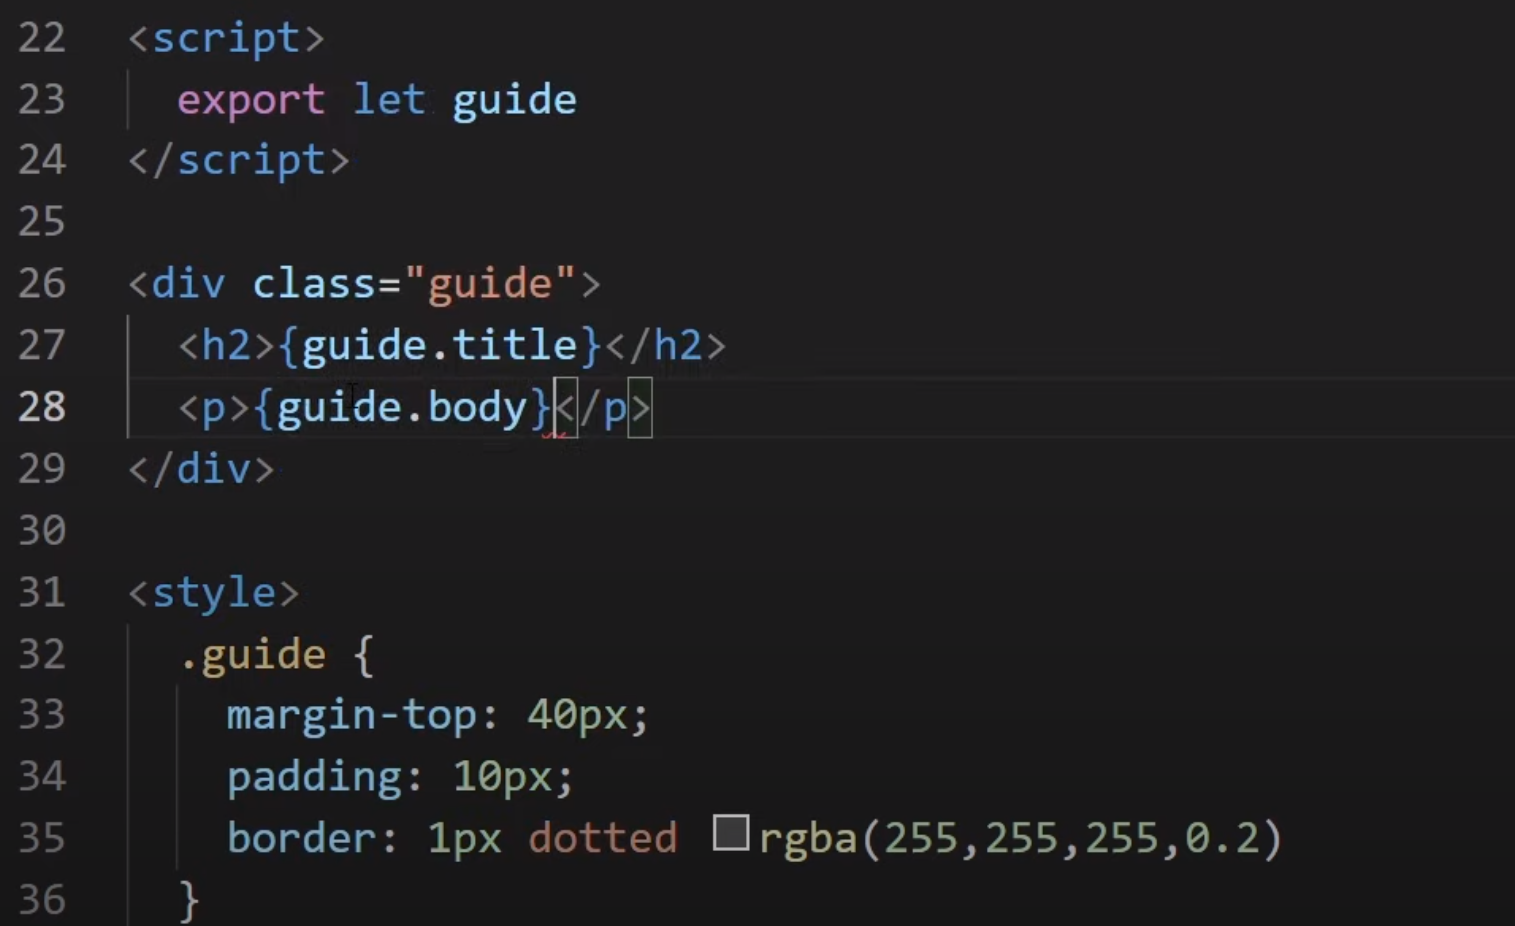 22 <script>
23 export let guide
24 </script>
25
26 <div class="guide">
27 <h2>{guide.title}</h2>
28 <p>{guide.body}</p>
29 </div>
30
31 <style>
32 .guide {
33 margin-top: 40px;
34 padding: 10px;
35 border: 1px dotted rgba(255,255,255,0.2)
36 }